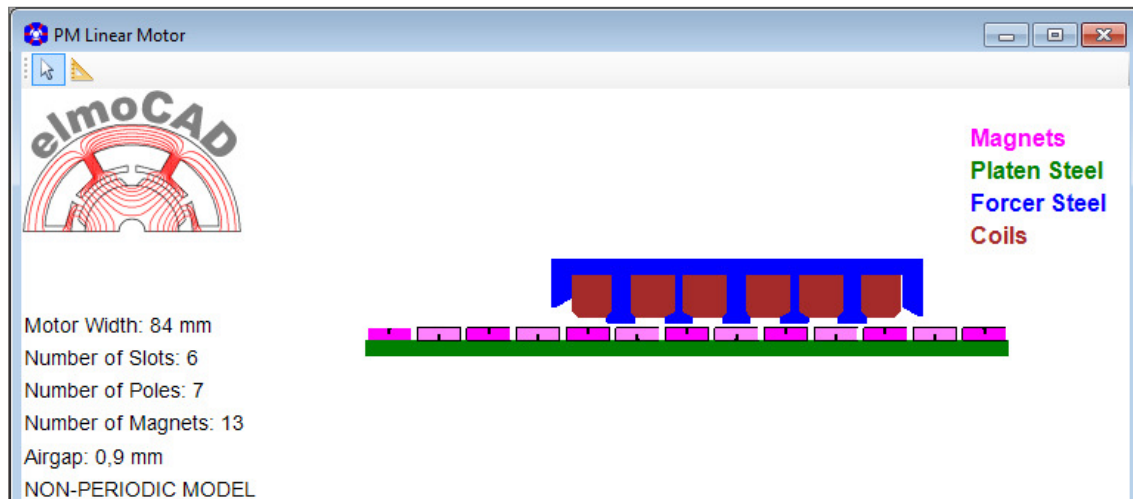 PM Linear Motor
elmoCAD
Magnets
Platen Steel
Forcer Steel
Coils
Motor Width: 84 mm
Number of Slots: 6
Number of Poles: 7
Number of Magnets: 13
Airgap: 0,9 mm
NON-PERIODIC MODEL